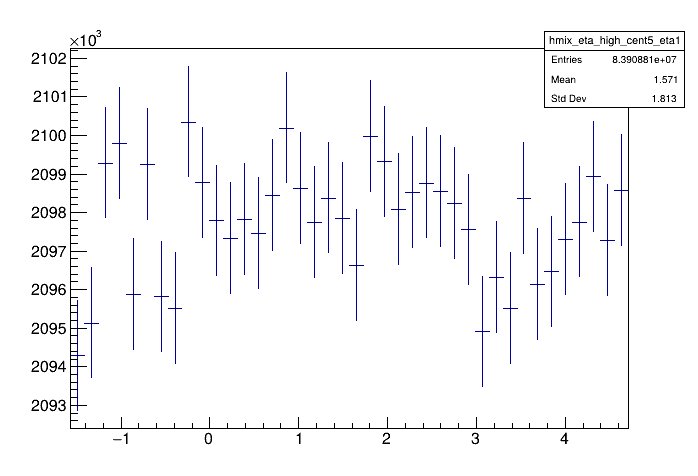 ×10³
hmix_eta_high_cent5_eta1
Entries 8.390881e+07
Mean 1.571
Std Dev 1.813
2102
2101
2100
2099
2098
2097
2096
2095
2094
2093
−1 0 1 2 3 4